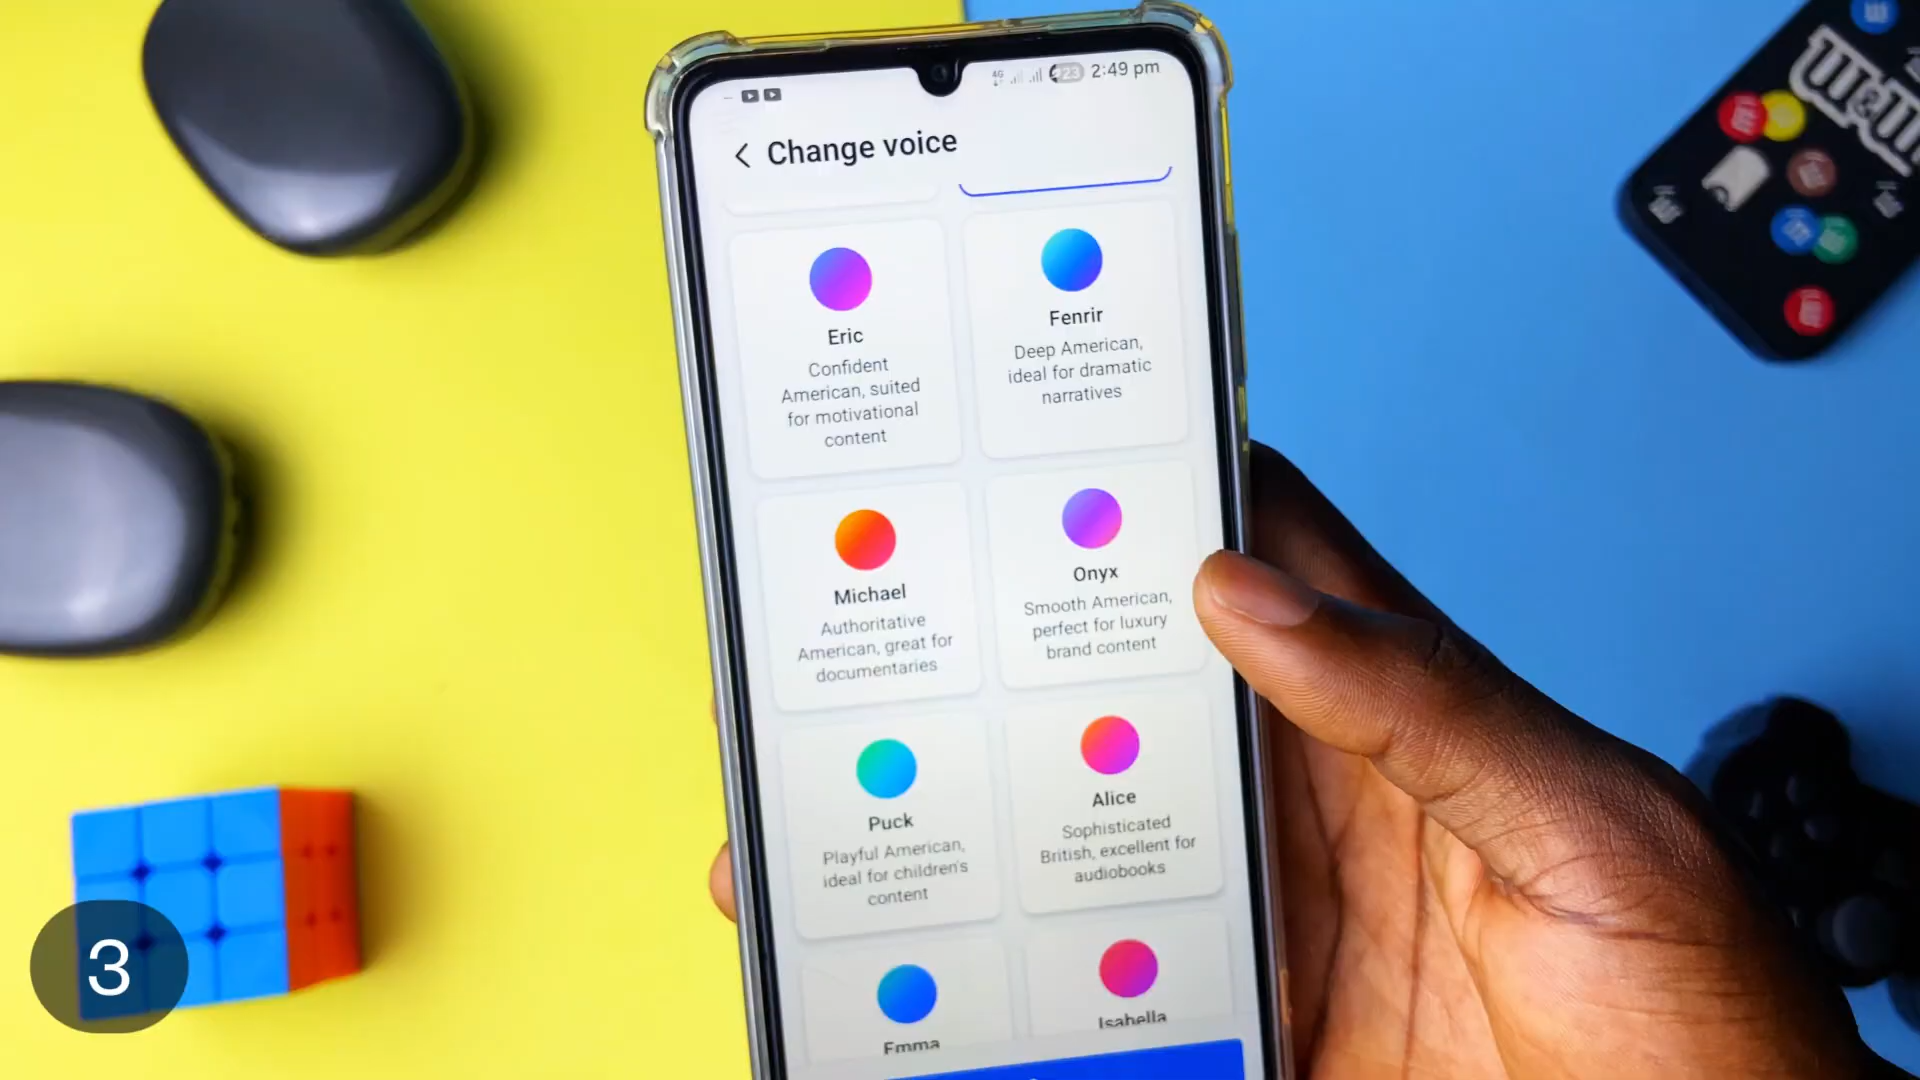 4G 23 2:49 pm
Change voice
Eric
Confident
American, suited
for motivational
content
Fenrir
Deep American,
ideal for dramatic
narratives
Michael
Authoritative
American, great for
documentaries
Onyx
Smooth American,
perfect for luxury
brand content
Puck
Playful American,
ideal for children's
content
Alice
Sophisticated
British, excellent for
audiobooks
Emma
Isabella
3